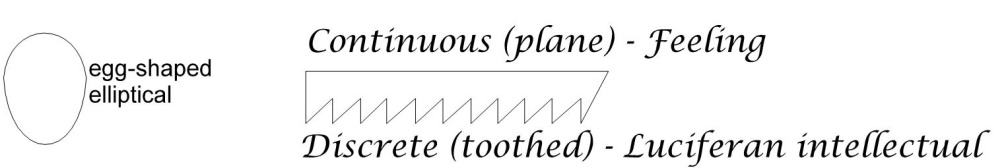 Continuous (plane) - Feeling
egg-shaped
elliptical
Discrete (toothed) - Luciferan intellectual